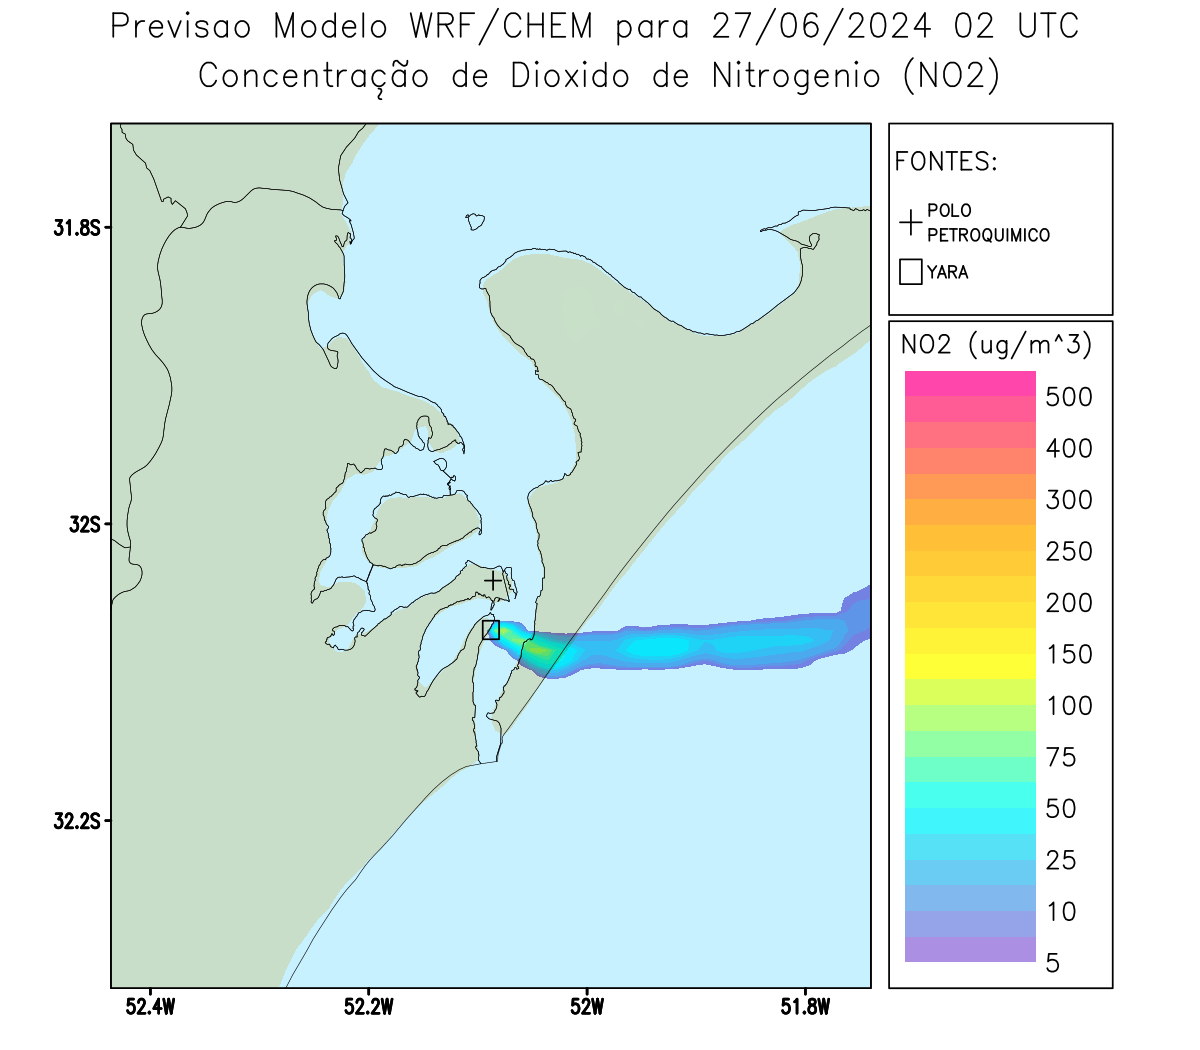 Previsao Modelo WRF/CHEM para 27/06/2024 02 UTC
Concentração de Dioxido de Nitrogenio (NO2)
FONTES:
POLO
PETROQUIMICO
YARA
NO2 (ug/m^3)
500
400
300
250
200
150
100
75
50
25
10
5
31.8S
32S
32.2S
52.4W
52.2W
52W
51.8W